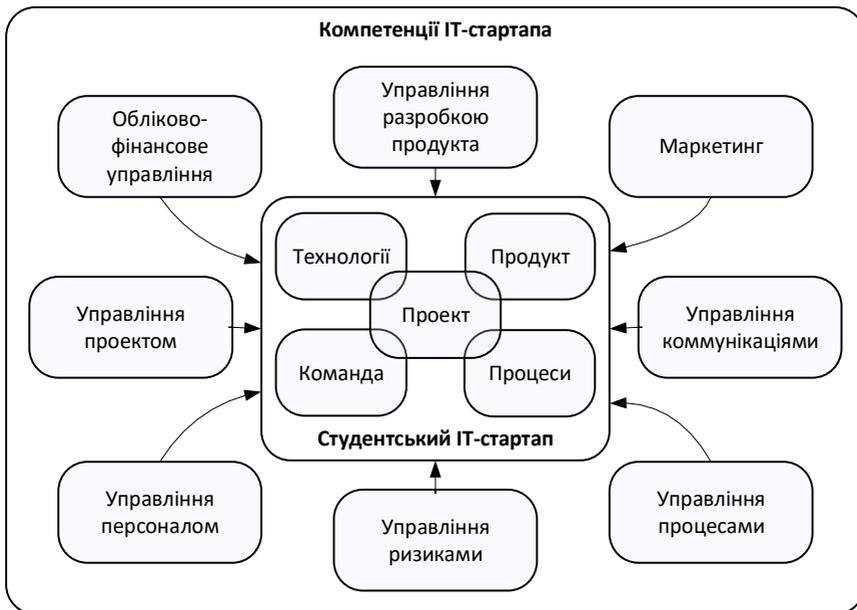 Компетенції ІТ-стартапа
Управління
разробкою
продукта
Обліково-
фінансове
управління
Маркетинг
Технології
Продукт
Проект
Управління
проектом
Управління
коммунікаціями
Команда
Процеси
Студентський ІТ-стартап
Управління
персоналом
Управління
ризиками
Управління
процесами